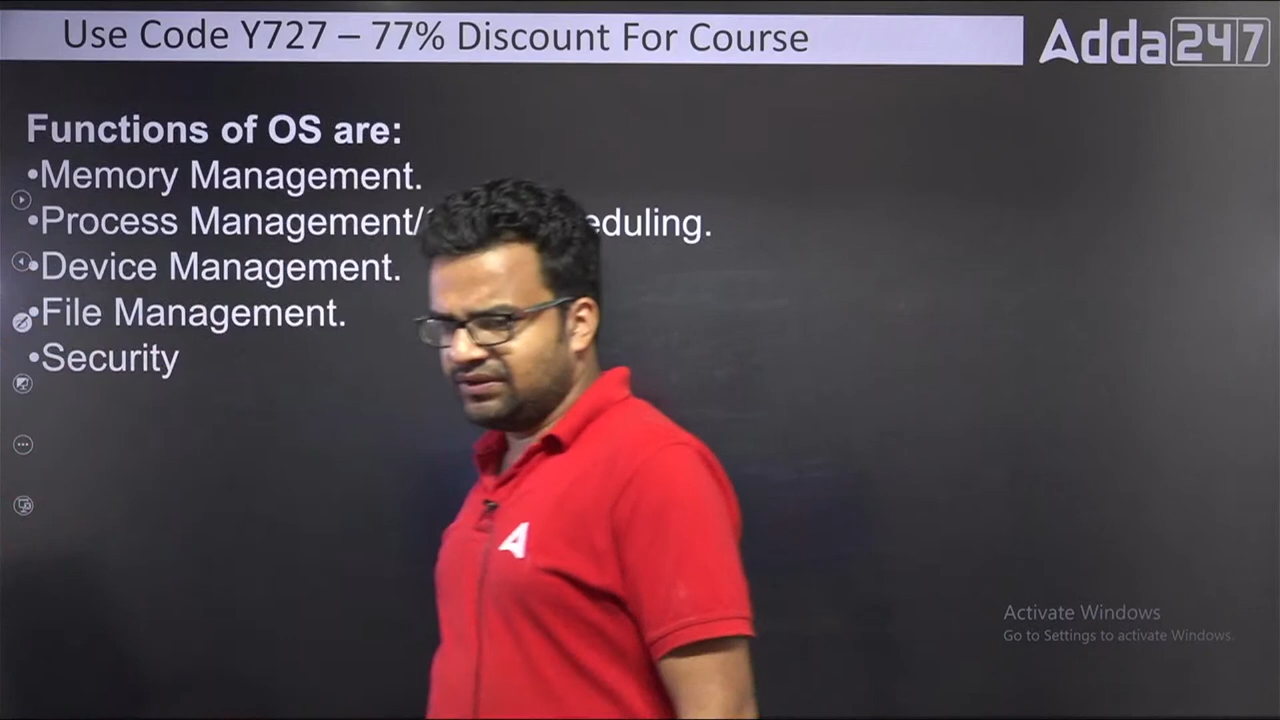 Use Code Y727 – 77% Discount For Course
Adda247
Functions of OS are:
•Memory Management.
•Process Management/
•Device Management.
•File Management.
•Security
A
Activate Windows
Go to Settings to activate Windows.